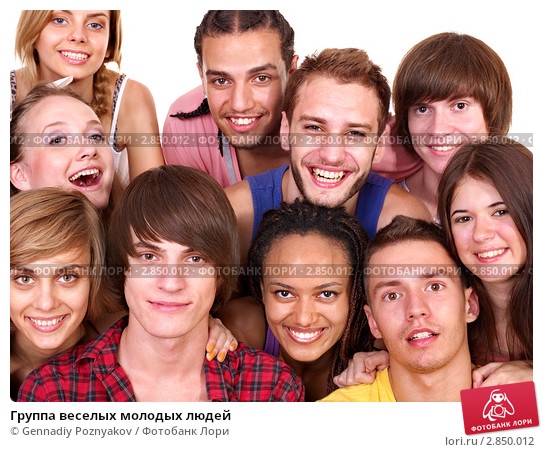 ФОТОБАНК ЛОРИ · 2.850.012 ФОТОБАНК ЛОРИ · 2.850.012 ФОТОБАНК ЛОРИ · 2.850.012
ФОТОБАНК ЛОРИ · 2.850.012 ФОТОБАНК ЛОРИ · 2.850.012 ФОТОБАНК ЛОРИ · 2.850.012
Группа веселых молодых людей
© Gennadiy Poznyakov / Фотобанк Лори
ФОТОБАНК ЛОРИ
lori.ru / 2.850.012